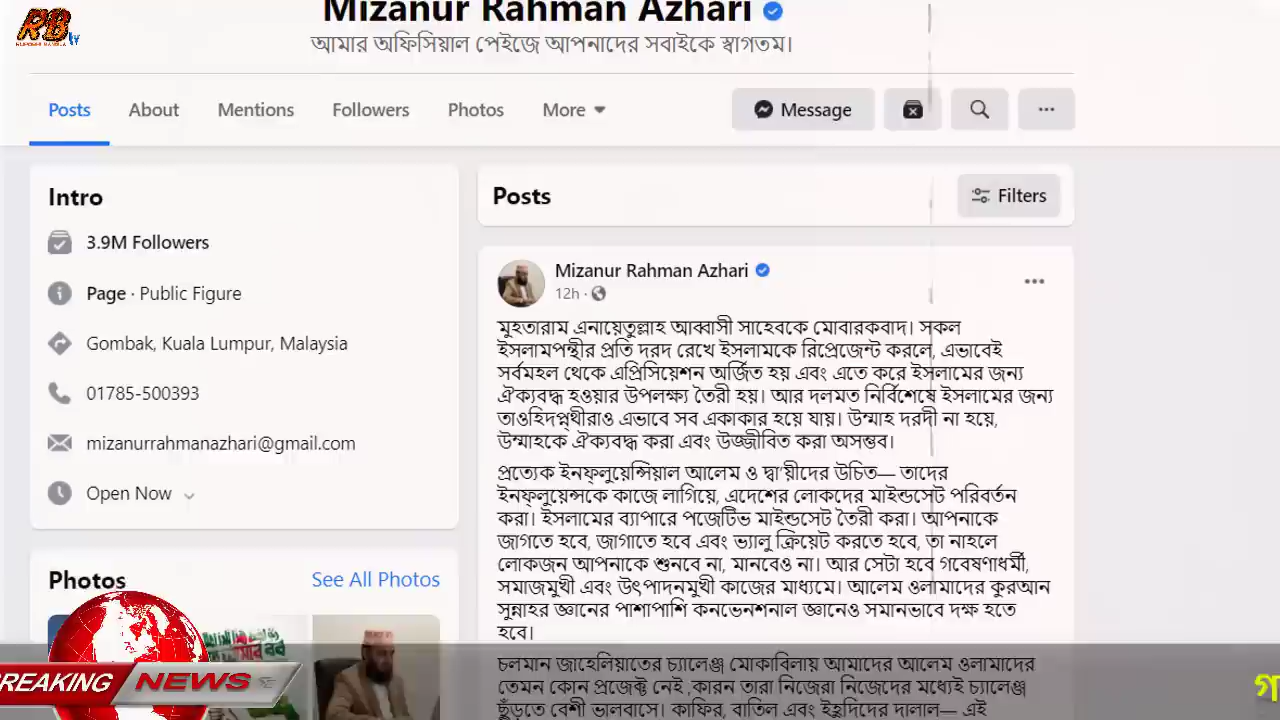 RB tv
RUPOSHI BANGLA
Mizanur Rahman Azhari
আমার অফিসিয়াল পেইজে আপনাদের সবাইকে স্বাগতম।
Posts About Mentions Followers Photos More Message
Intro
3.9M Followers
Page · Public Figure
Gombak, Kuala Lumpur, Malaysia
01785-500393
mizanurrahmanazhari@gmail.com
Open Now
Photos See All Photos
Posts Filters
Mizanur Rahman Azhari
12h ·
মুহতারাম এনায়েতুল্লাহ আব্বাসী সাহেবকে মোবারকবাদ। সকল
ইসলামপন্থীর প্রতি দরদ রেখে ইসলামকে রিপ্রেজেন্ট করলে, এভাবেই
সর্বমহল থেকে এপ্রিসিয়েশন অর্জিত হয় এবং এতে করে ইসলামের জন্য
ঐক্যবদ্ধ হওয়ার উপলক্ষ্য তৈরী হয়। আর দলমত নির্বিশেষে ইসলামের জন্য
তাওহিদপন্থীরাও এভাবে সব একাকার হয়ে যায়। উম্মাহ দরদী না হয়ে,
উম্মাহকে ঐক্যবদ্ধ করা এবং উজ্জীবিত করা অসম্ভব।
প্রত্যেক ইনফ্লুয়েন্সিয়াল আলেম ও দ্বা'য়ীদের উচিত— তাদের
ইনফ্লুয়েন্সকে কাজে লাগিয়ে, এদেশের লোকদের মাইন্ডসেট পরিবর্তন
করা। ইসলামের ব্যাপারে পজেটিভ মাইন্ডসেট তৈরী করা। আপনাকে
জাগতে হবে, জাগাতে হবে এবং ভ্যালু ক্রিয়েট করতে হবে, তা নাহলে
লোকজন আপনাকে শুনবে না, মানবেও না। আর সেটা হবে গবেষণাধর্মী,
সমাজমুখী এবং উৎপাদনমুখী কাজের মাধ্যমে। আলেম ওলামাদের কুরআন
সুন্নাহর জ্ঞানের পাশাপাশি কনভেনশনাল জ্ঞানেও সমানভাবে দক্ষ হতে
হবে।
চলমান জাহেলিয়াতের চ্যালেঞ্জ মোকাবিলায় আমাদের আলেম ওলামাদের
তেমন কোন প্রজেক্ট নেই ,কারন তারা নিজেরা নিজেদের মধ্যেই চ্যালেঞ্জ
ছুঁড়তে বেশী ভালবাসে। কাফির, বাতিল এবং ইহুদিদের দালাল— এই
BREAKING NEWS